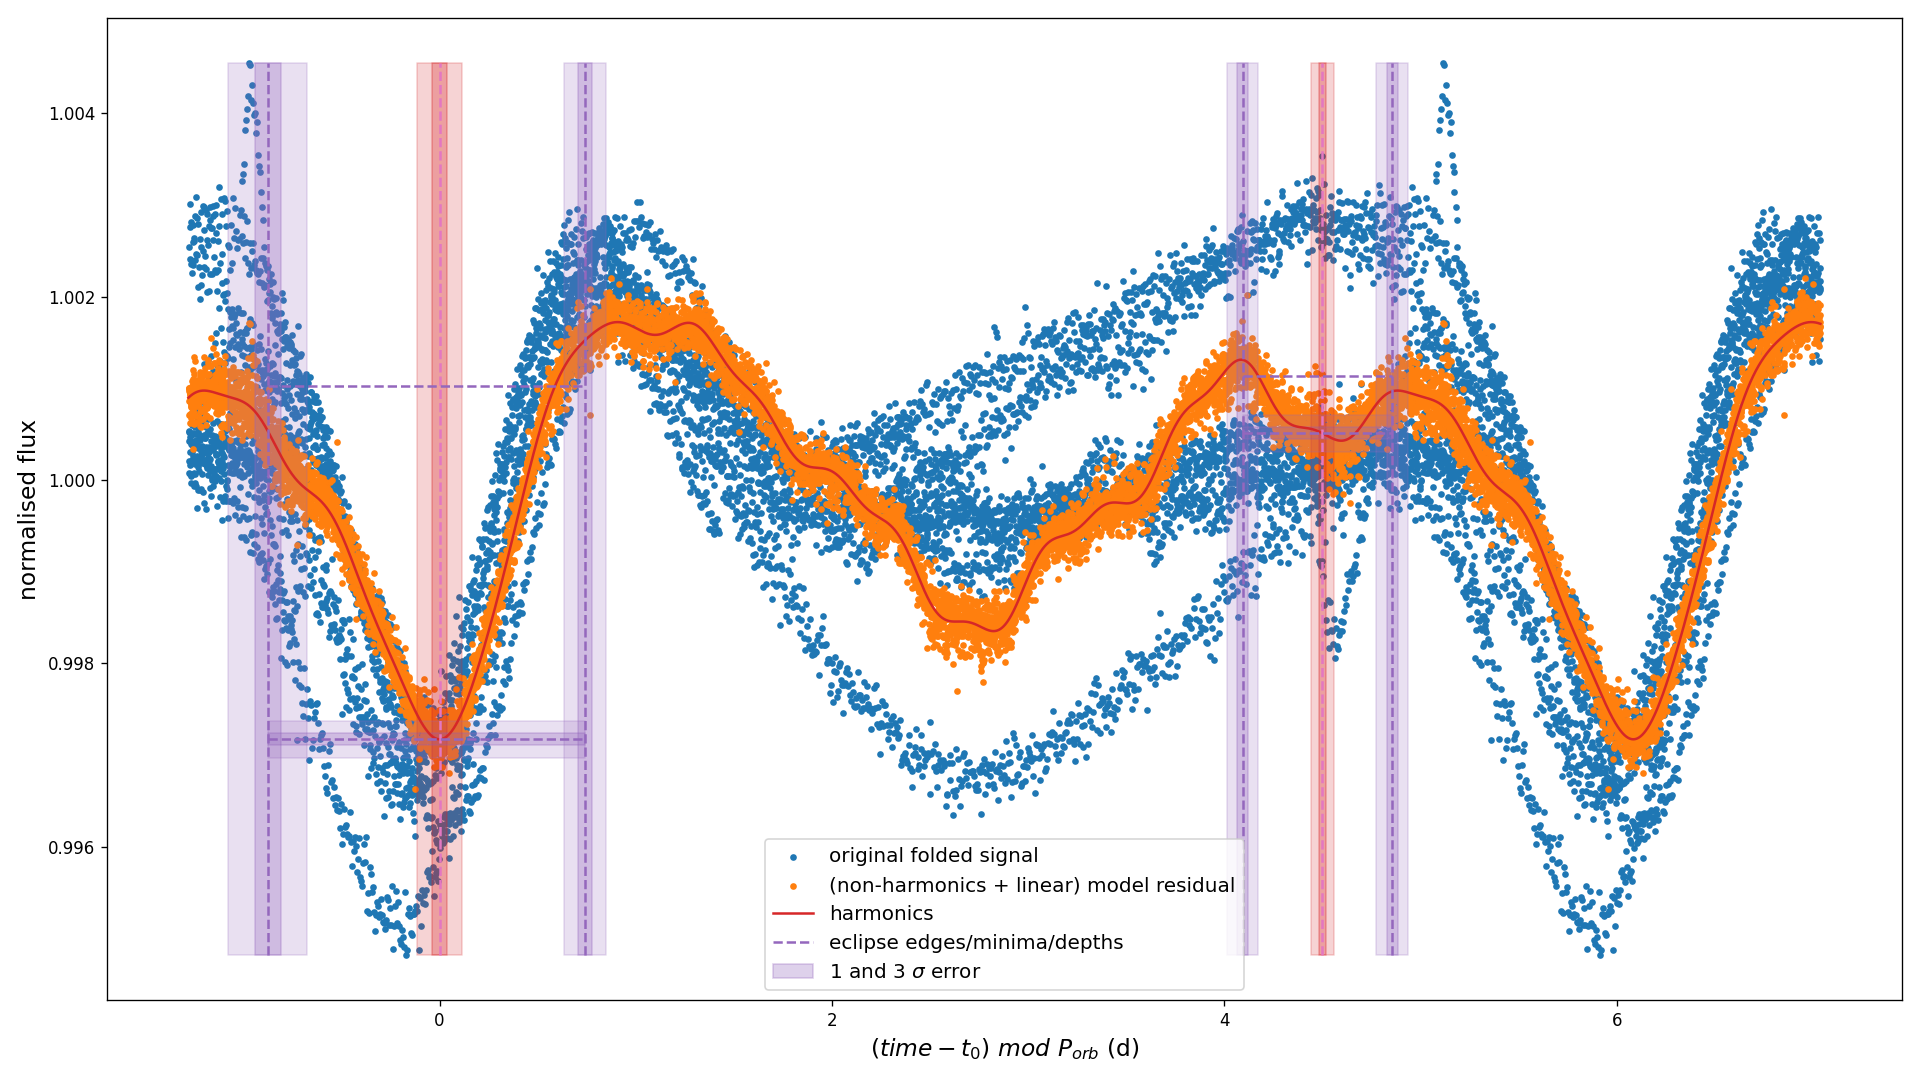 normalised flux
1.004
1.002
1.000
0.998
0.996
original folded signal
(non-harmonics + linear) model residual
harmonics
eclipse edges/minima/depths
1 and 3 σ error
0 2 4 6
(time − t₀) mod Pₒᵣᵦ (d)